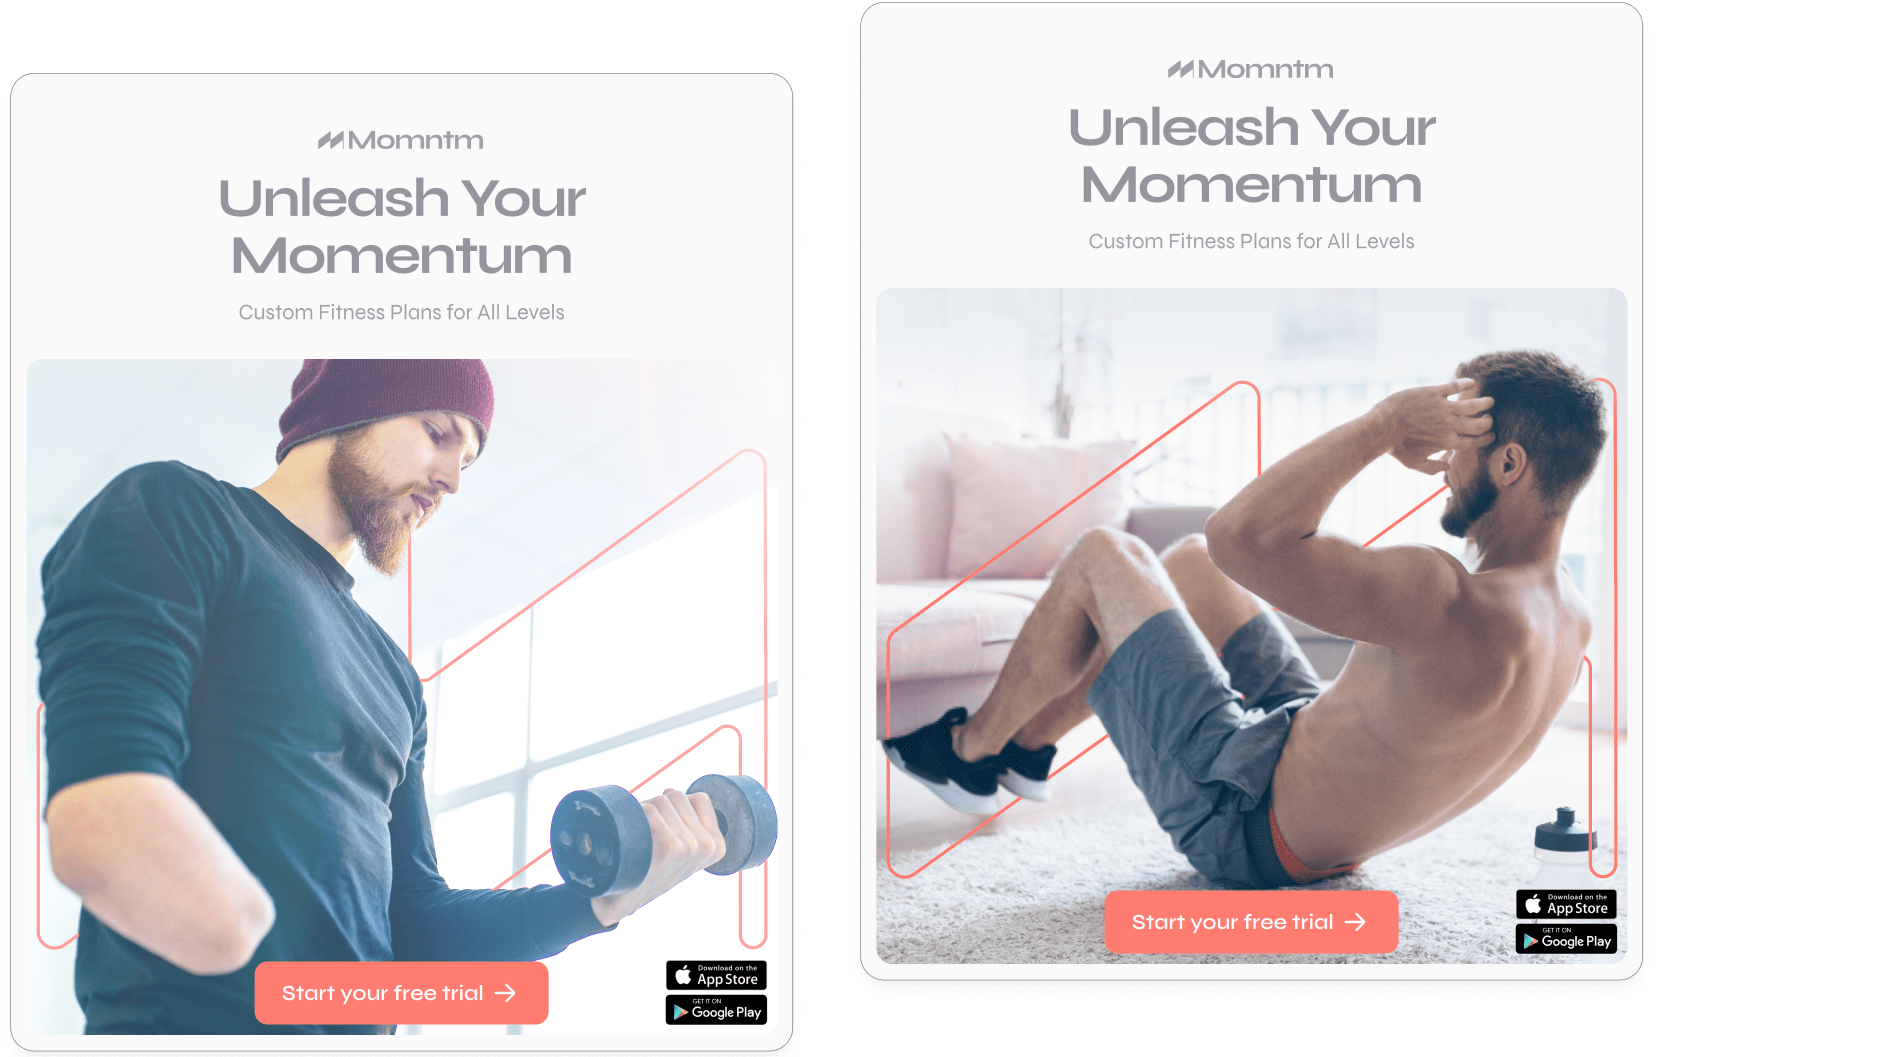 Momntm
Unleash Your
Momentum
Custom Fitness Plans for All Levels
Start your free trial
Download on the
App Store
GET IT ON
Google Play
Momntm
Unleash Your
Momentum
Custom Fitness Plans for All Levels
Start your free trial
Download on the
App Store
GET IT ON
Google Play